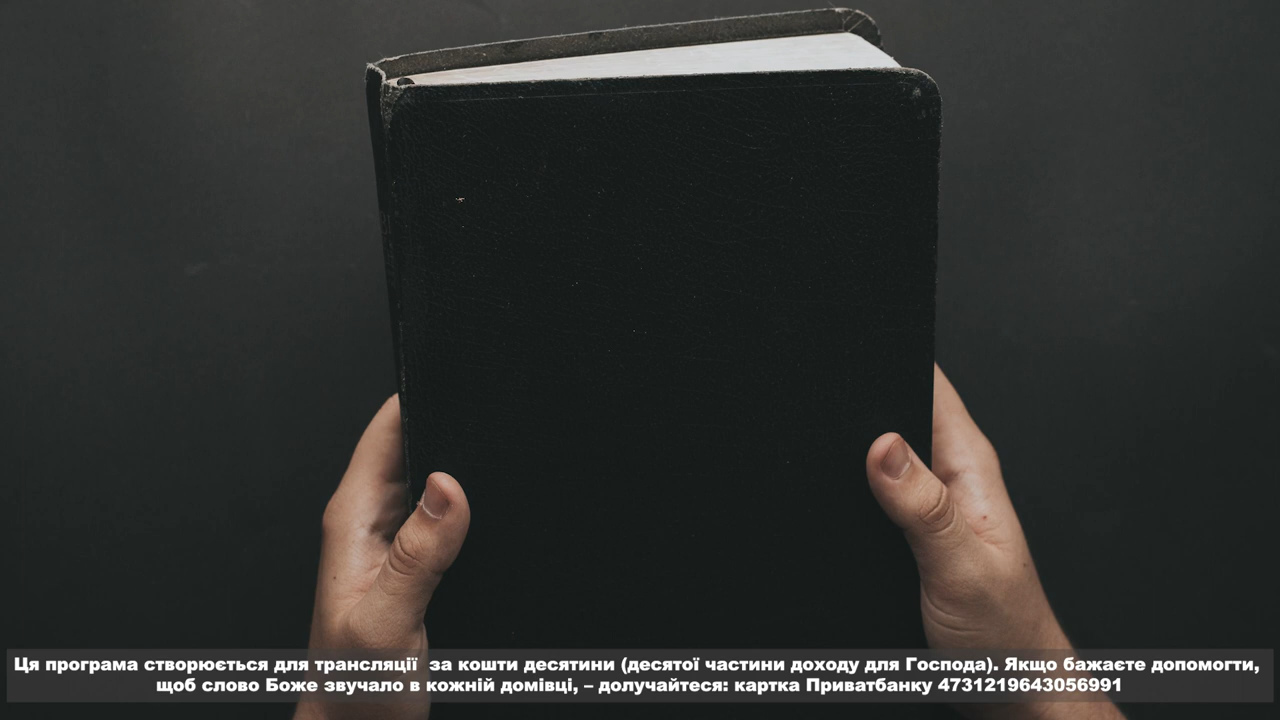 Ця програма створюється для трансляції за кошти десятини (десятої частини доходу для Господа). Якщо бажаєте допомогти,
щоб слово Боже звучало в кожній домівці, – долучайтеся: картка Приватбанку 4731219643056991